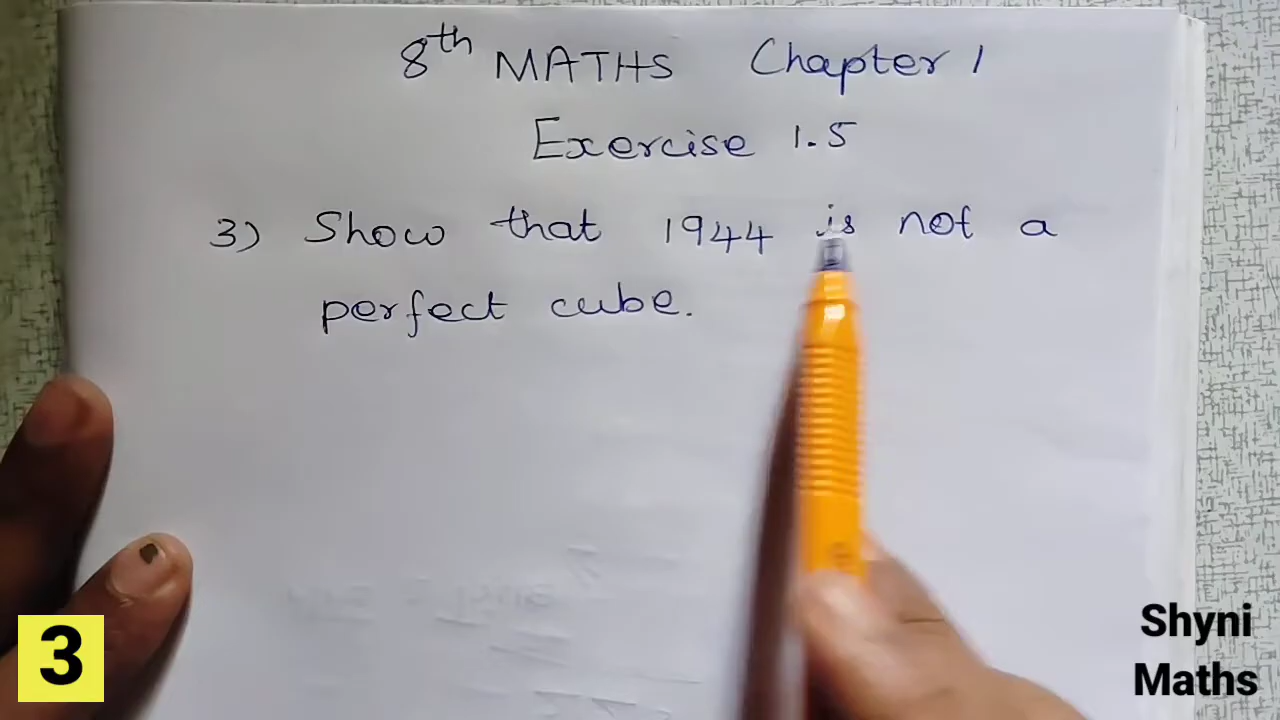 8th MATHS Chapter 1
Exercise 1.5
3) Show that 1944 is not a
perfect cube.
3
Shyni
Maths